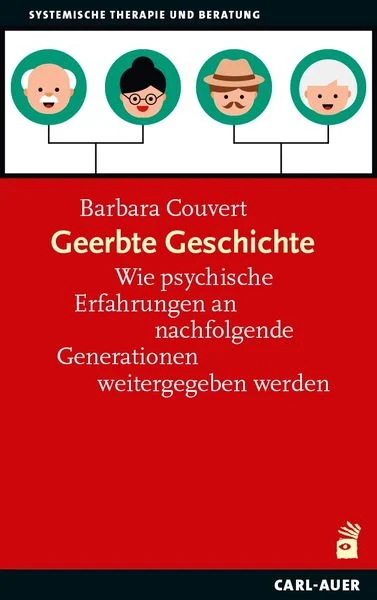 SYSTEMISCHE THERAPIE UND BERATUNG
Barbara Couvert
Geerbte Geschichte
Wie psychische
Erfahrungen an
nachfolgende
Generationen
weitergegeben werden
CARL-AUER